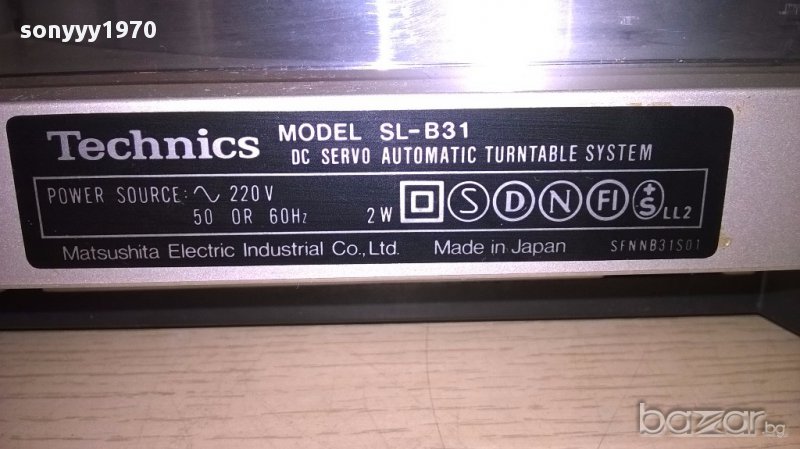 sonyyy1970
Technics MODEL SL-B31
DC SERVO AUTOMATIC TURNTABLE SYSTEM
POWER SOURCE: ∿ 220V
50 OR 60Hz 2W S D N FI +S LL2
Matsushita Electric Industrial Co., Ltd. Made in Japan SFNNB31S01
bazar.bg